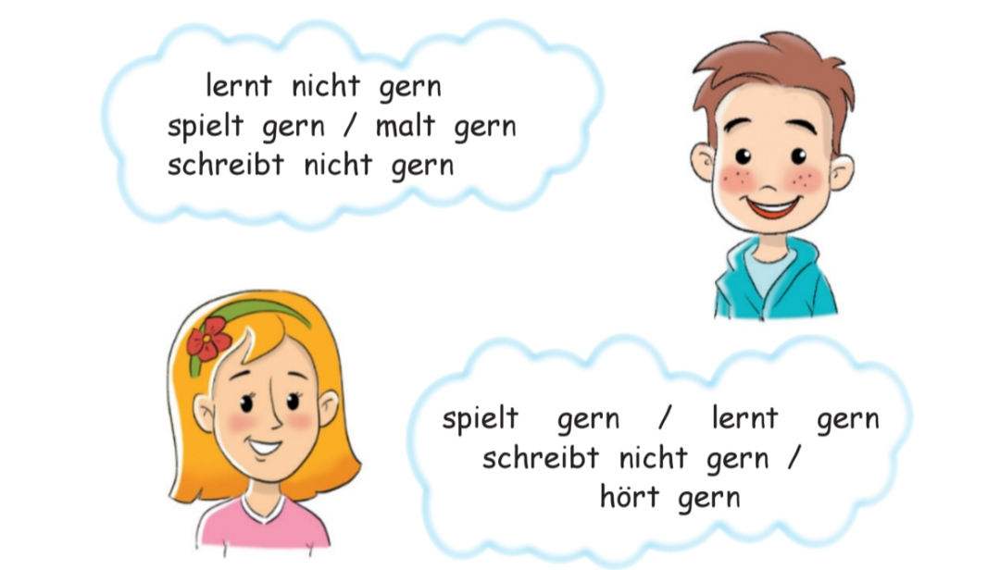 lernt nicht gern
spielt gern / malt gern
schreibt nicht gern
spielt gern / lernt gern
schreibt nicht gern /
hört gern